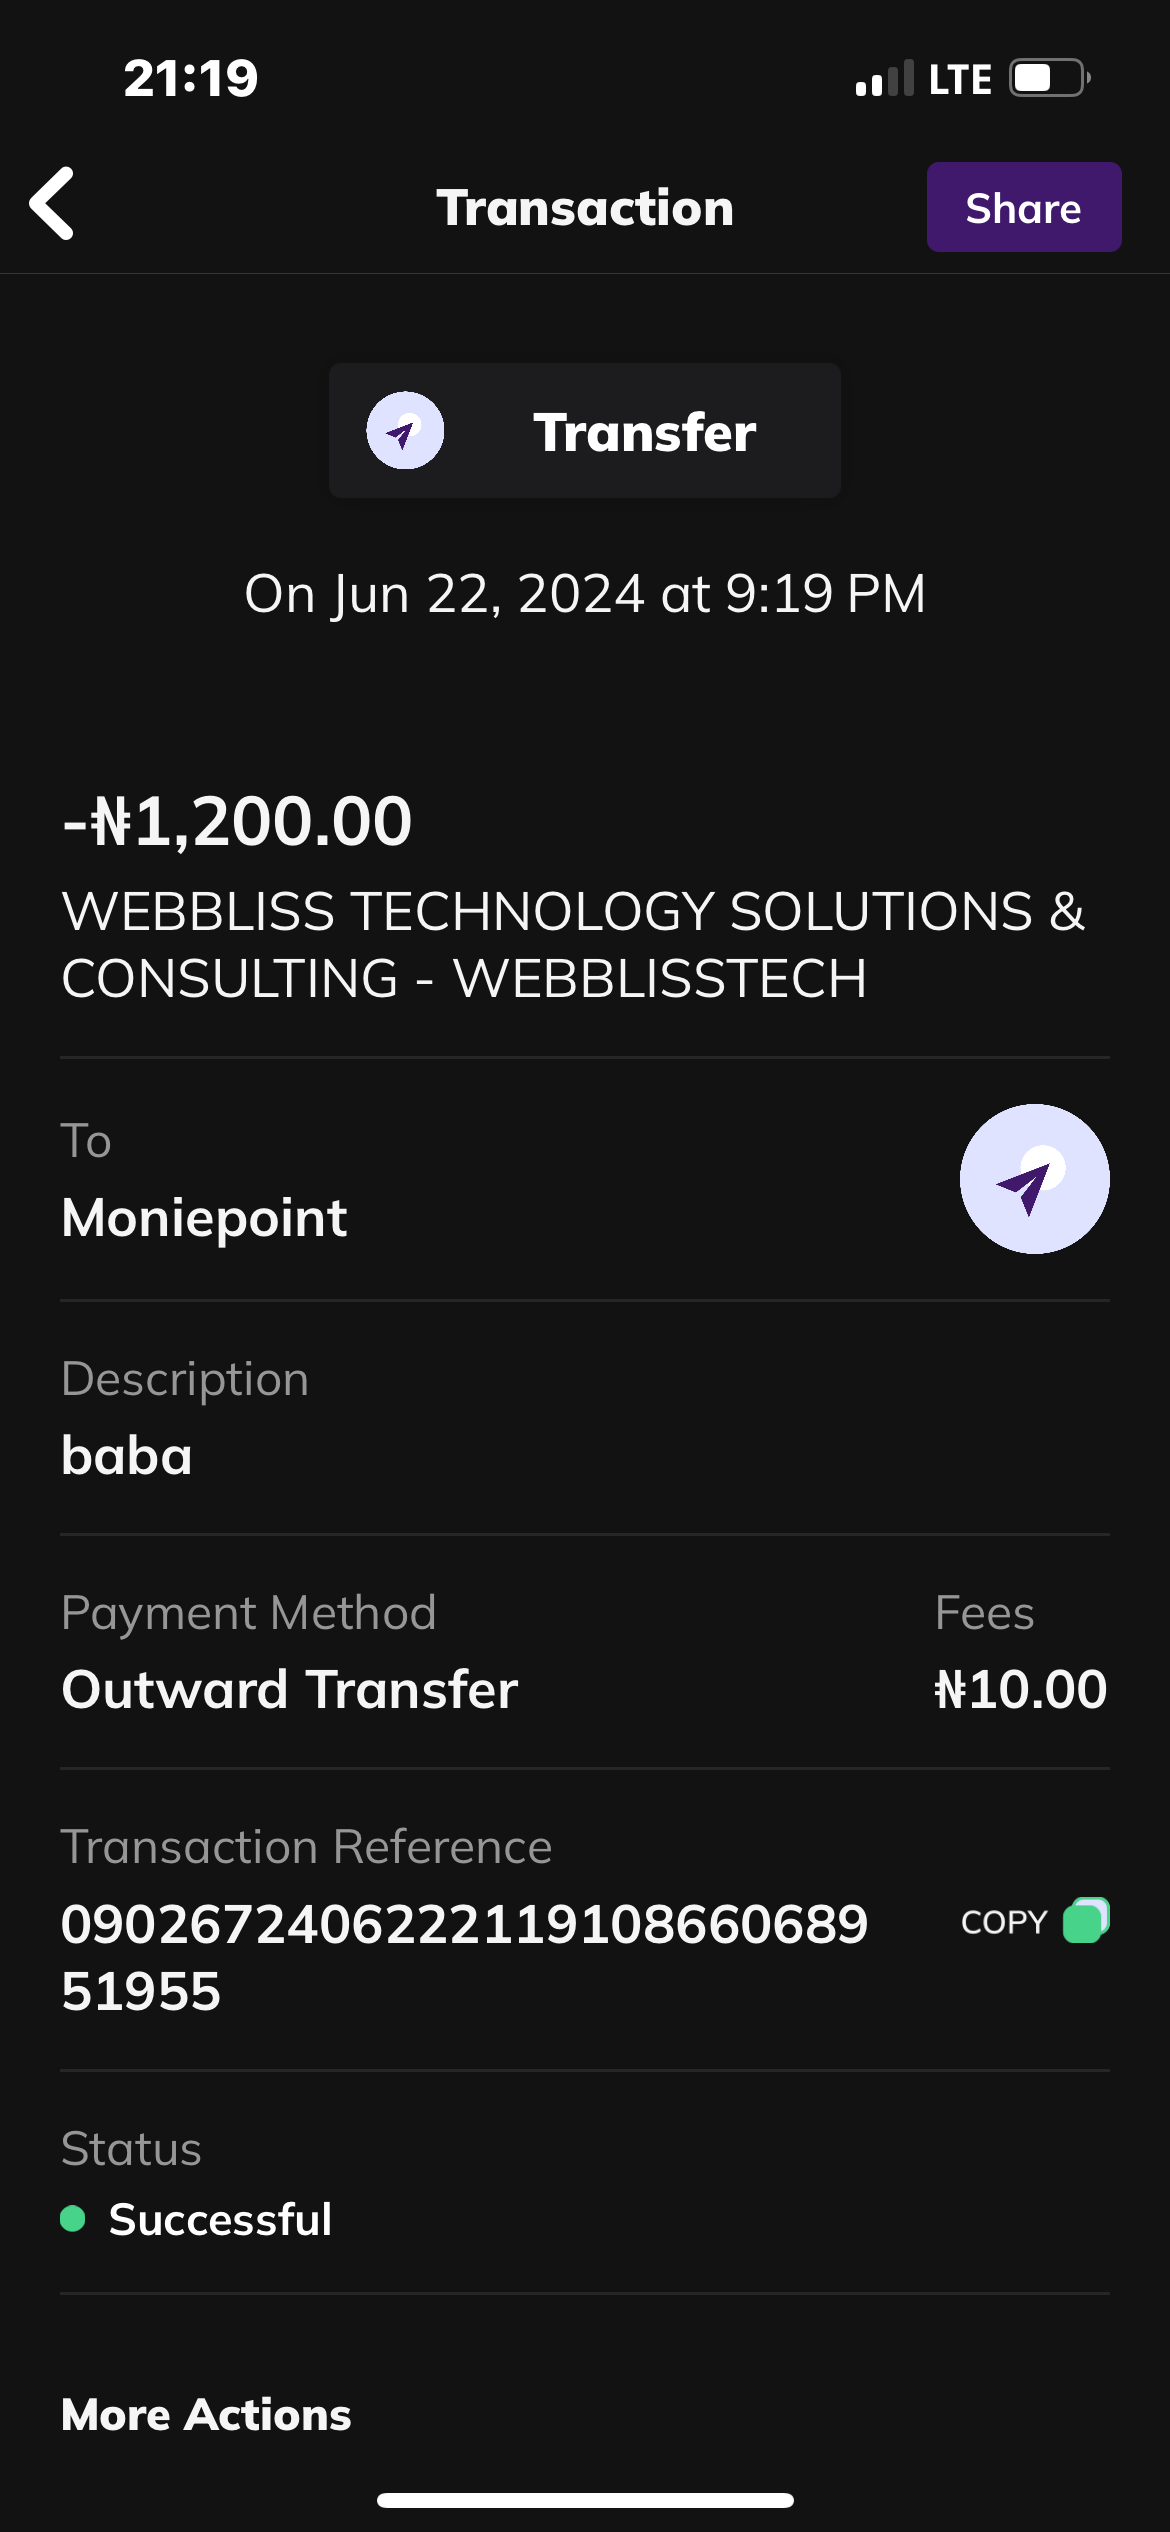 21:19 LTE
Transaction Share
Transfer
On Jun 22, 2024 at 9:19 PM
-₦1,200.00
WEBBLISS TECHNOLOGY SOLUTIONS &
CONSULTING - WEBBLISSTECH
To
Moniepoint
Description
baba
Payment Method Fees
Outward Transfer ₦10.00
Transaction Reference
0902672406222119108660689 COPY
51955
Status
Successful
More Actions